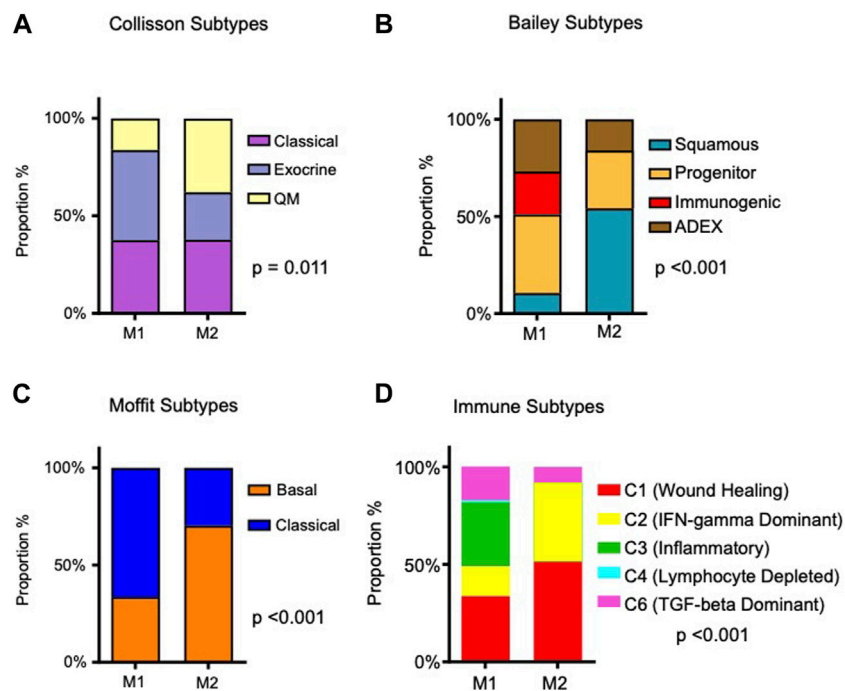 A
Collisson Subtypes
100%
50%
0%
Proportion %
M1
M2
Classical
Exocrine
QM
p = 0.011
B
Bailey Subtypes
100%
50%
0%
Proportion %
M1
M2
Squamous
Progenitor
Immunogenic
ADEX
p <0.001
C
Moffit Subtypes
100%
50%
0%
Proportion %
M1
M2
Basal
Classical
p <0.001
D
Immune Subtypes
100%
50%
0%
Proportion %
M1
M2
C1 (Wound Healing)
C2 (IFN-gamma Dominant)
C3 (Inflammatory)
C4 (Lymphocyte Depleted)
C6 (TGF-beta Dominant)
p <0.001